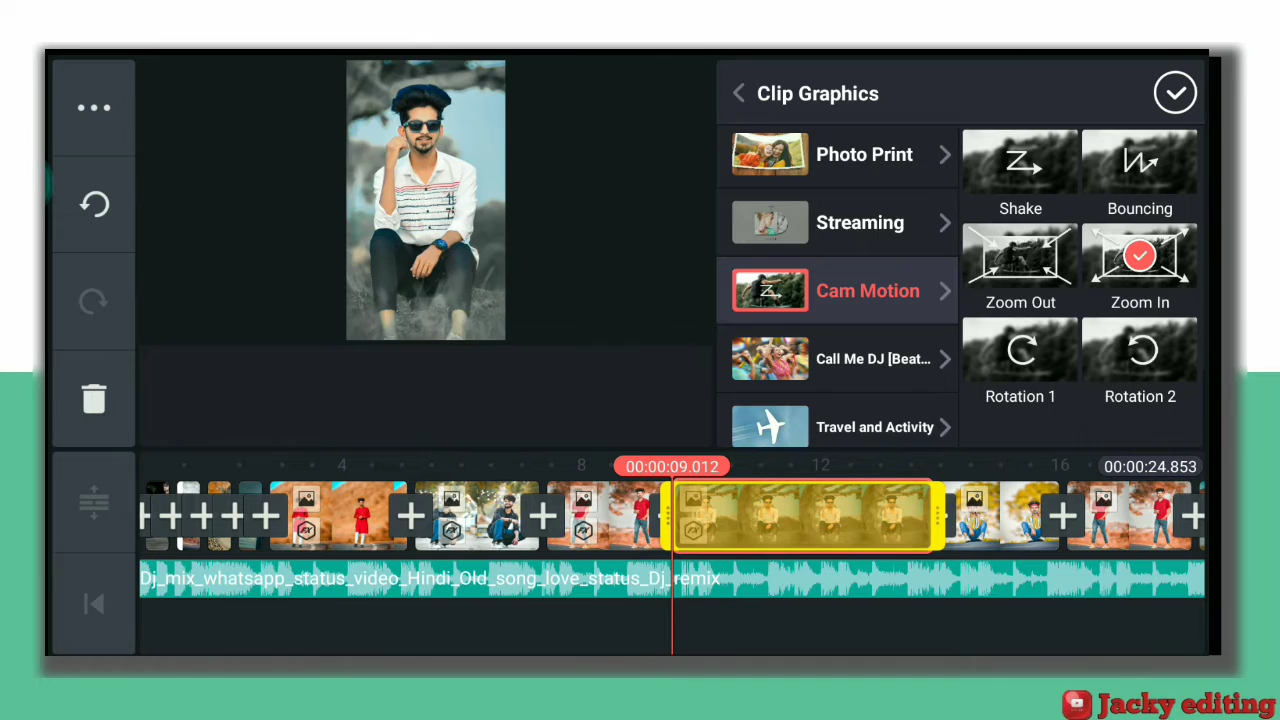 Clip Graphics
Photo Print
Streaming
Cam Motion
Call Me DJ [Beat...
Travel and Activity
Shake
Bouncing
Zoom Out
Zoom In
Rotation 1
Rotation 2
4
8
00:00:09.012
12
16
00:00:24.853
Dj_mix_whatsapp_status_video_Hindi_Old_song_love_status_Dj_remix
Jacky editing